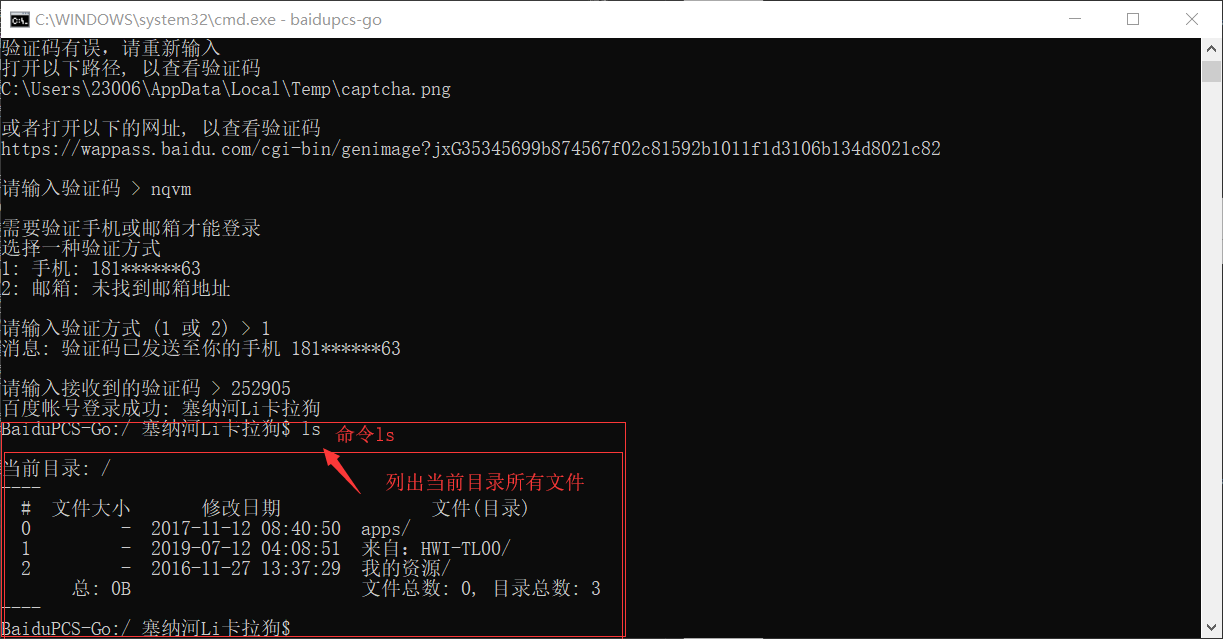 C:\WINDOWS\system32\cmd.exe - baidupcs-go
验证码有误，请重新输入
打开以下路径, 以查看验证码
C:\Users\23006\AppData\Local\Temp\captcha.png
或者打开以下的网址, 以查看验证码
https://wappass.baidu.com/cgi-bin/genimage?jxG35345699b874567f02c81592b1011f1d3106b134d8021c82
请输入验证码 > nqvm
需要验证手机或邮箱才能登录
选择一种验证方式
1: 手机: 181******63
2: 邮箱: 未找到邮箱地址
请输入验证方式 (1 或 2) > 1
消息: 验证码已发送至你的手机 181******63
请输入接收到的验证码 > 252905
百度帐号登录成功: 塞纳河Li卡拉狗
BaiduPCS-Go:/ 塞纳河Li卡拉狗$ ls 命令ls
当前目录: /
列出当前目录所有文件
----
# 文件大小 修改日期 文件(目录)
0 - 2017-11-12 08:40:50 apps/
1 - 2019-07-12 04:08:51 来自：HWI-TL00/
2 - 2016-11-27 13:37:29 我的资源/
总: 0B 文件总数: 0, 目录总数: 3
----
BaiduPCS-Go:/ 塞纳河Li卡拉狗$